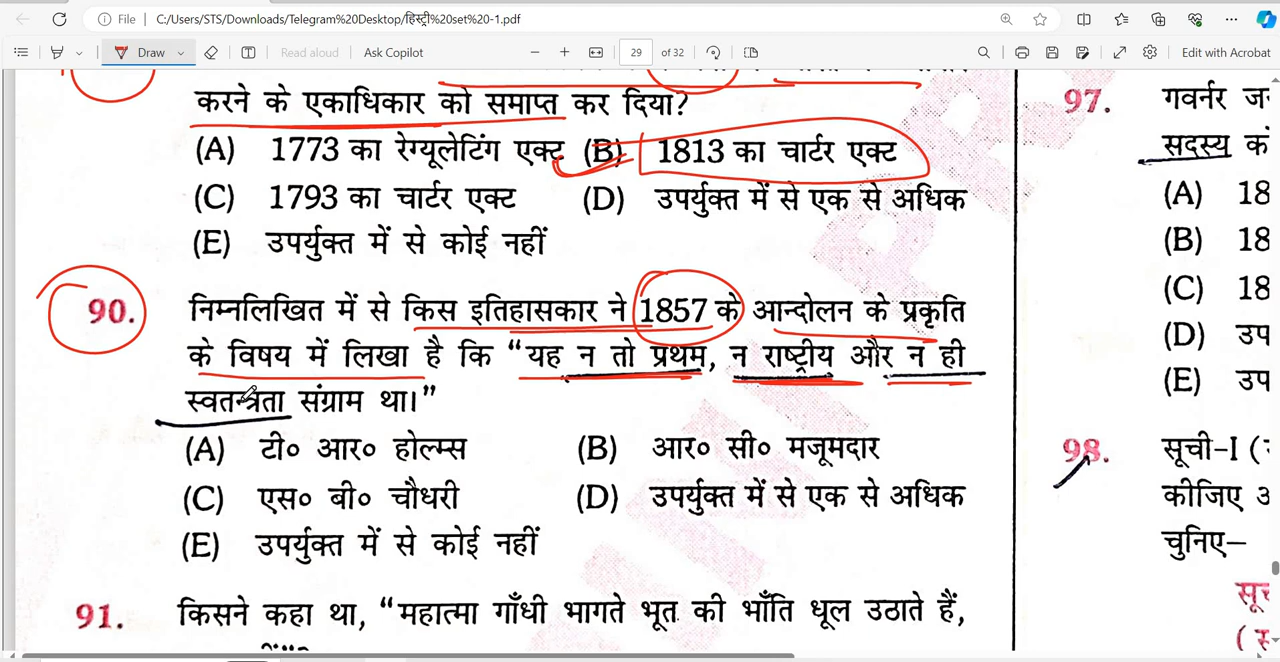 File C:/Users/STS/Downloads/Telegram%20Desktop/हिस्ट्री%20set%20-1.pdf
Draw Read aloud Ask Copilot 29 of 32 Edit with Acrobat
करने के एकाधिकार को समाप्त कर दिया?
(A) 1773 का रेग्यूलेटिंग एक्ट (B) 1813 का चार्टर एक्ट
(C) 1793 का चार्टर एक्ट (D) उपर्युक्त में से एक से अधिक
(E) उपर्युक्त में से कोई नहीं
90. निम्नलिखित में से किस इतिहासकार ने 1857 के आन्दोलन के प्रकृति
के विषय में लिखा है कि “यह न तो प्रथम, न राष्ट्रीय और न ही
स्वतन्त्रता संग्राम था।”
(A) टी० आर० होल्म्स (B) आर० सी० मजूमदार
(C) एस० बी० चौधरी (D) उपर्युक्त में से एक से अधिक
(E) उपर्युक्त में से कोई नहीं
91. किसने कहा था, “महात्मा गाँधी भागते भूत की भाँति धूल उठाते हैं,
97. गवर्नर
सदस्य को
(A) 18
(B) 18
(C) 18
(D) उप
(E) उप
98. सूची-I
कीजिए
चुनिए–